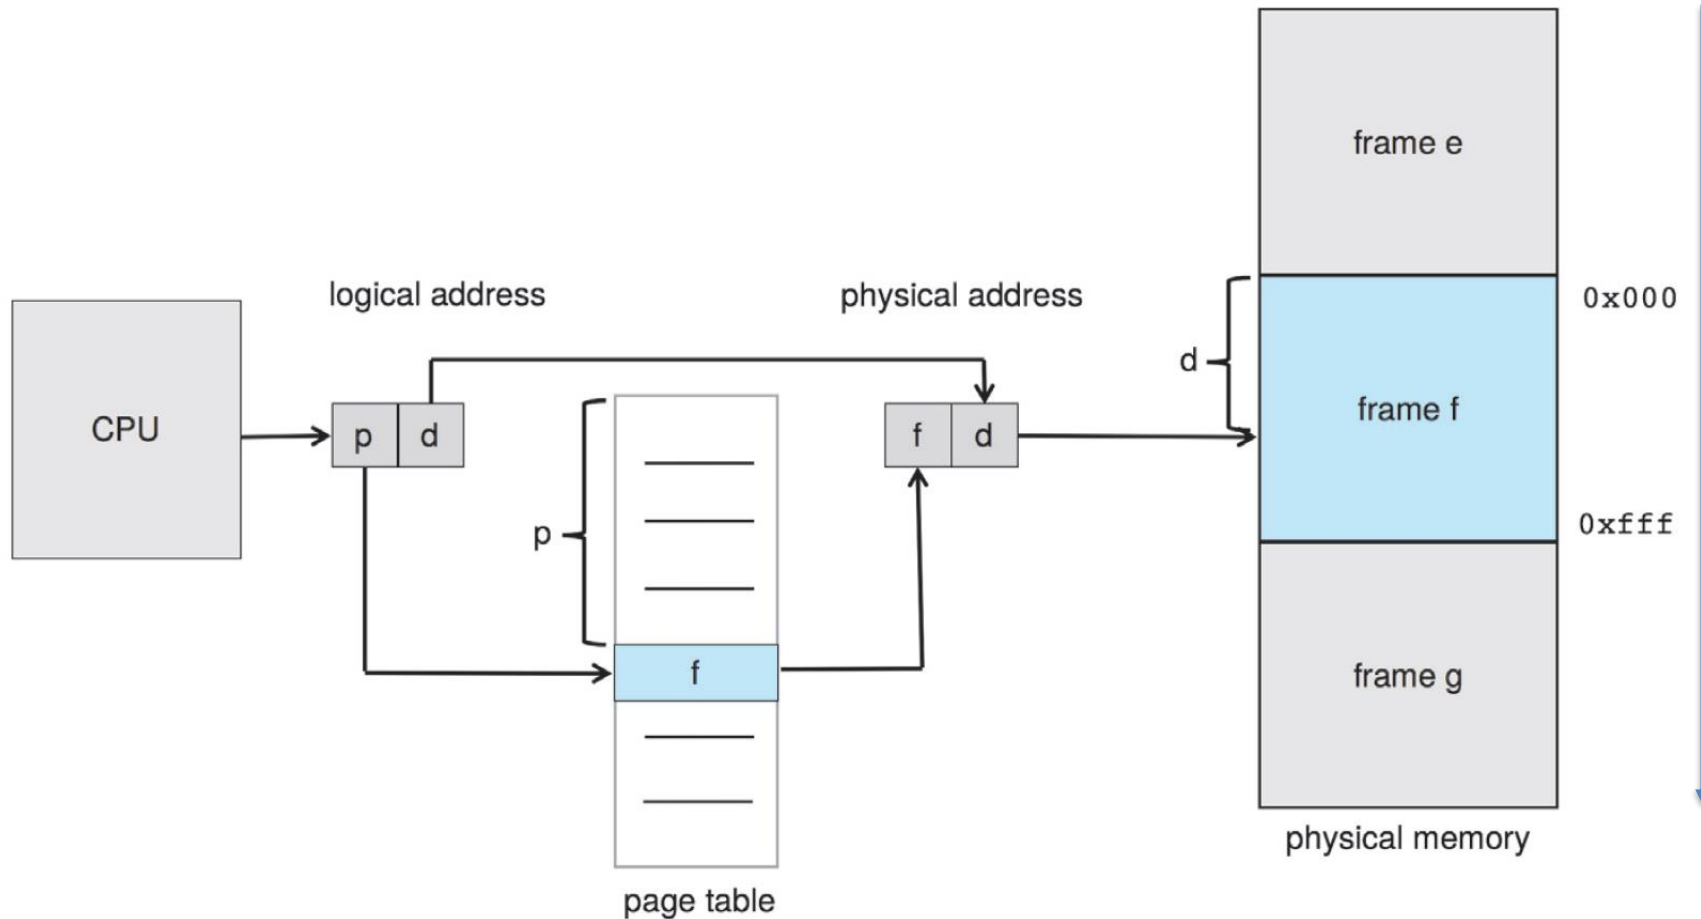 frame e
logical address
physical address
0x000
d
frame f
CPU
p
d
f
d
0xfff
p
f
frame g
physical memory
page table